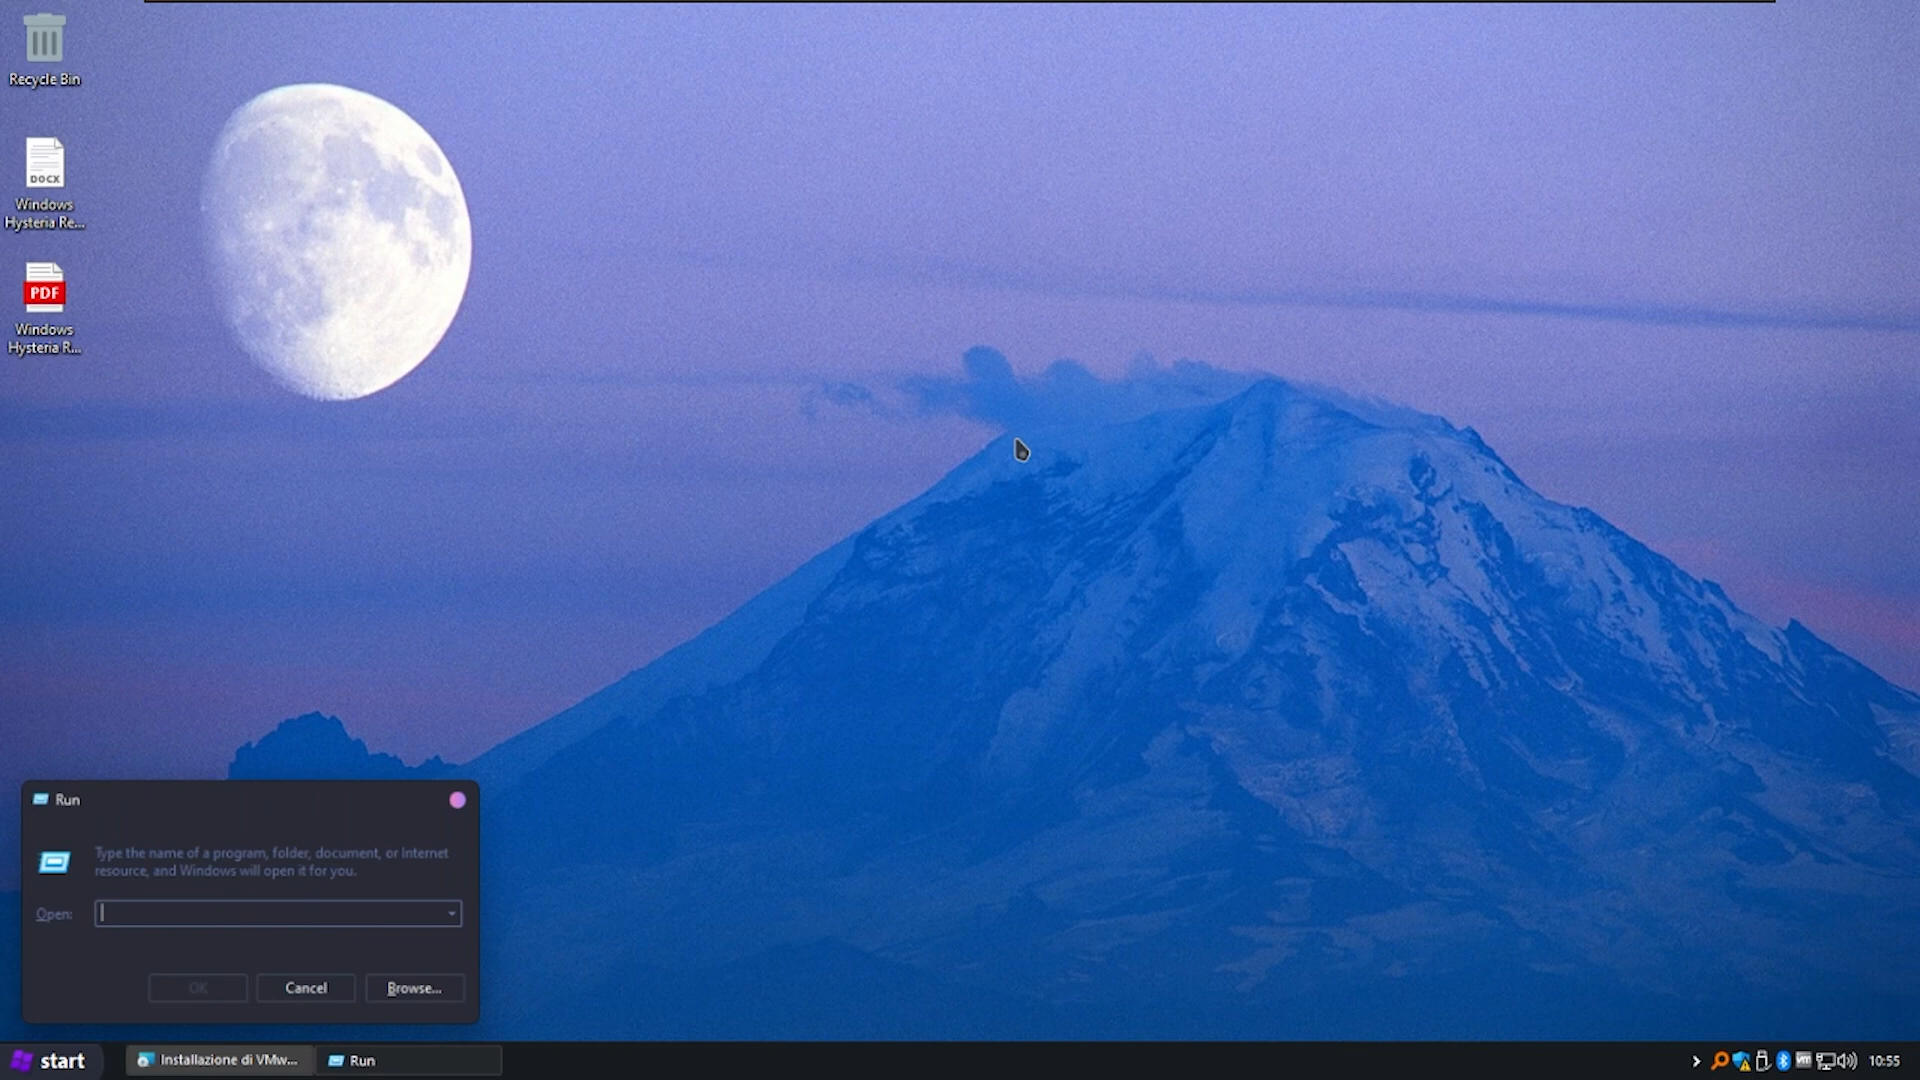 Recycle Bin
DOCX
Windows
Hysteria Re...
PDF
Windows
Hysteria R...
Run
Type the name of a program, folder, document, or Internet
resource, and Windows will open it for you.
Open:
OK
Cancel
Browse...
start
Installazione di VMw...
Run
vm
10:55